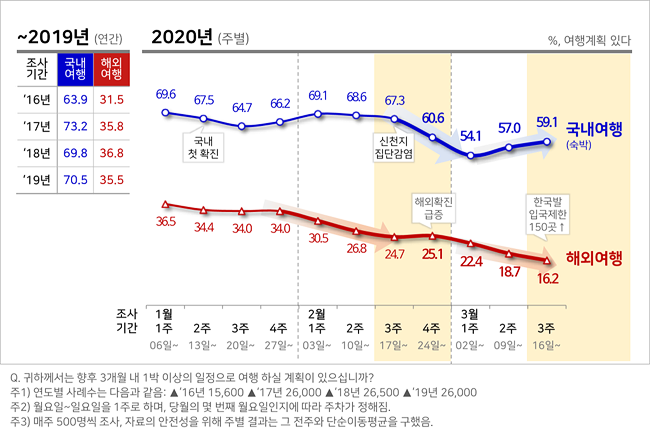 ~2019년 (연간)
2020년 (주별)
%, 여행계획 있다
조사 기간 국내 여행 해외 여행
‘16년 63.9 31.5
‘17년 73.2 35.8
‘18년 69.8 36.8
‘19년 70.5 35.5
69.6 67.5 64.7 66.2 69.1 68.6 67.3 60.6 54.1 57.0 59.1
국내여행
(숙박)
국내
첫 확진
신천지
집단감염
해외확진
급증
한국발
입국제한
150곳↑
36.5 34.4 34.0 34.0 30.5 26.8 24.7 25.1 22.4 18.7 16.2
해외여행
조사 1월 2월 3월
기간 1주 2주 3주 4주 1주 2주 3주 4주 1주 2주 3주
06일~ 13일~ 20일~ 27일~ 03일~ 10일~ 17일~ 24일~ 02일~ 09일~ 16일~
Q. 귀하께서는 향후 3개월 내 1박 이상의 일정으로 여행 하실 계획이 있으십니까?
주1) 연도별 사례수는 다음과 같음: ▲‘16년 15,600 ▲‘17년 26,000 ▲‘18년 26,500 ▲‘19년 26,000
주2) 월요일~일요일을 1주로 하며, 당월의 몇 번째 월요일인지에 따라 주차가 정해짐.
주3) 매주 500명씩 조사, 자료의 안전성을 위해 주별 결과는 그 전주와 단순이동평균을 구했음.